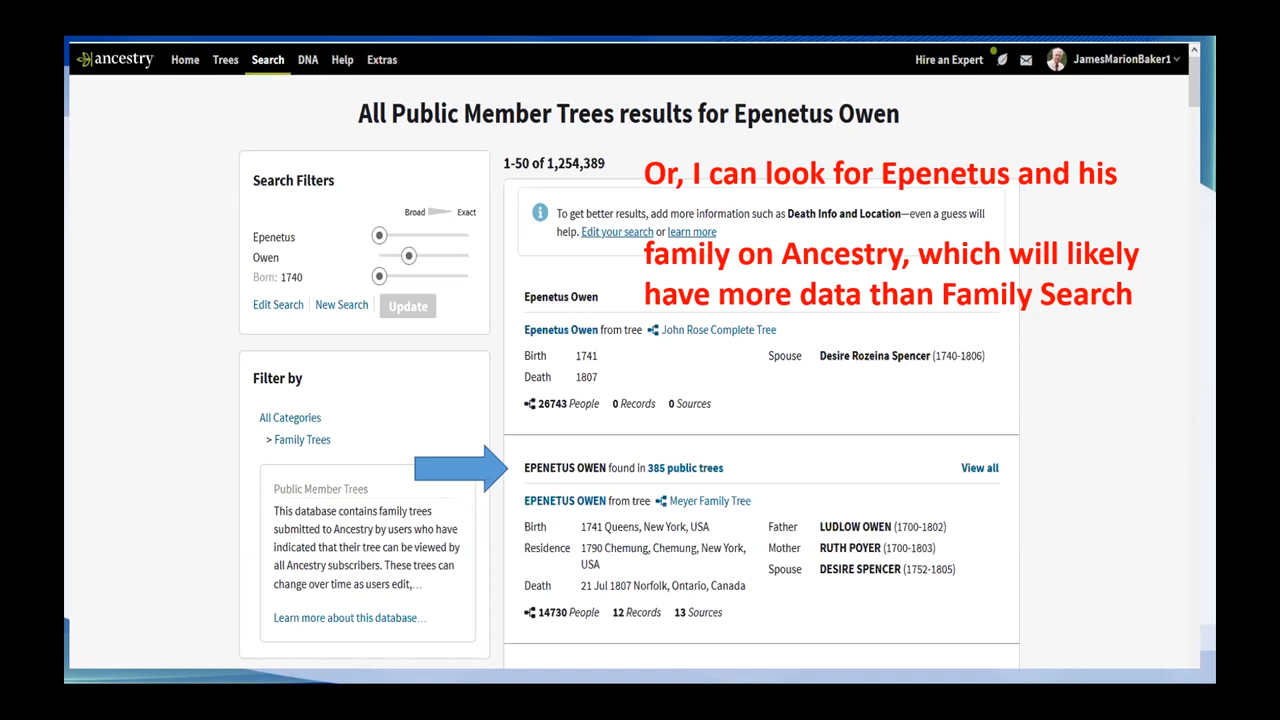 ancestry Home Trees Search DNA Help Extras Hire an Expert JamesMarionBaker1
All Public Member Trees results for Epenetus Owen
Search Filters
Broad Exact
Epenetus
Owen
Born: 1740
Edit Search New Search Update
Filter by
All Categories
> Family Trees
Public Member Trees
This database contains family trees
submitted to Ancestry by users who have
indicated that their tree can be viewed by
all Ancestry subscribers. These trees can
change over time as users edit,...
Learn more about this database...
1-50 of 1,254,389
Or, I can look for Epenetus and his
family on Ancestry, which will likely
have more data than Family Search
To get better results, add more information such as Death Info and Location—even a guess will
help. Edit your search or learn more
Epenetus Owen
Epenetus Owen from tree John Rose Complete Tree
Birth 1741 Spouse Desire Rozeina Spencer (1740-1806)
Death 1807
26743 People 0 Records 0 Sources
EPENETUS OWEN found in 385 public trees View all
EPENETUS OWEN from tree Meyer Family Tree
Birth 1741 Queens, New York, USA Father LUDLOW OWEN (1700-1802)
Residence 1790 Chemung, Chemung, New York, Mother RUTH POYER (1700-1803)
USA Spouse DESIRE SPENCER (1752-1805)
Death 21 Jul 1807 Norfolk, Ontario, Canada
14730 People 12 Records 13 Sources